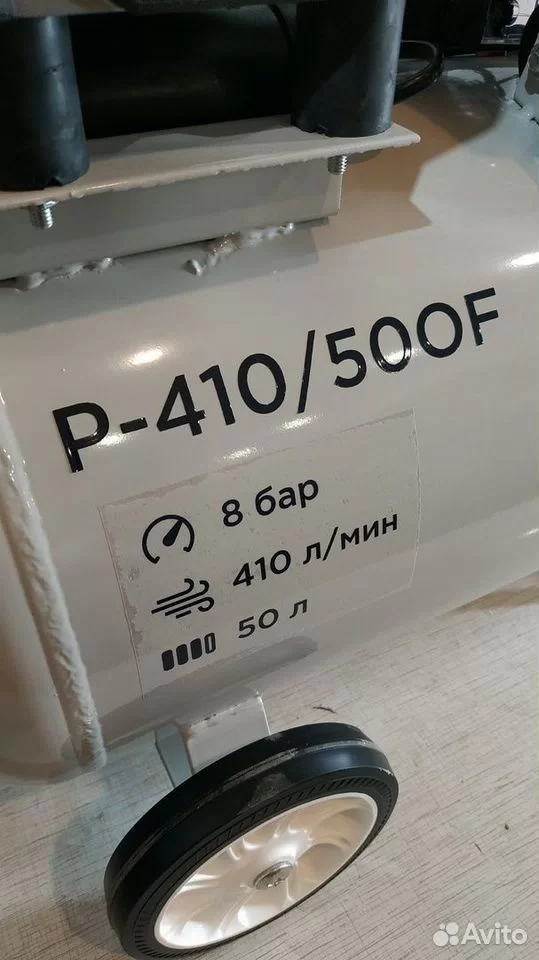 P-410/50OF
8 бар
410 л/мин
50 л
Avito